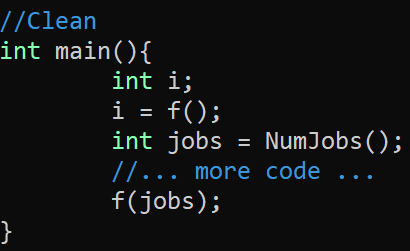 //Clean
int main(){
        int i;
        i = f();
        int jobs = NumJobs();
        //... more code ...
        f(jobs);
}